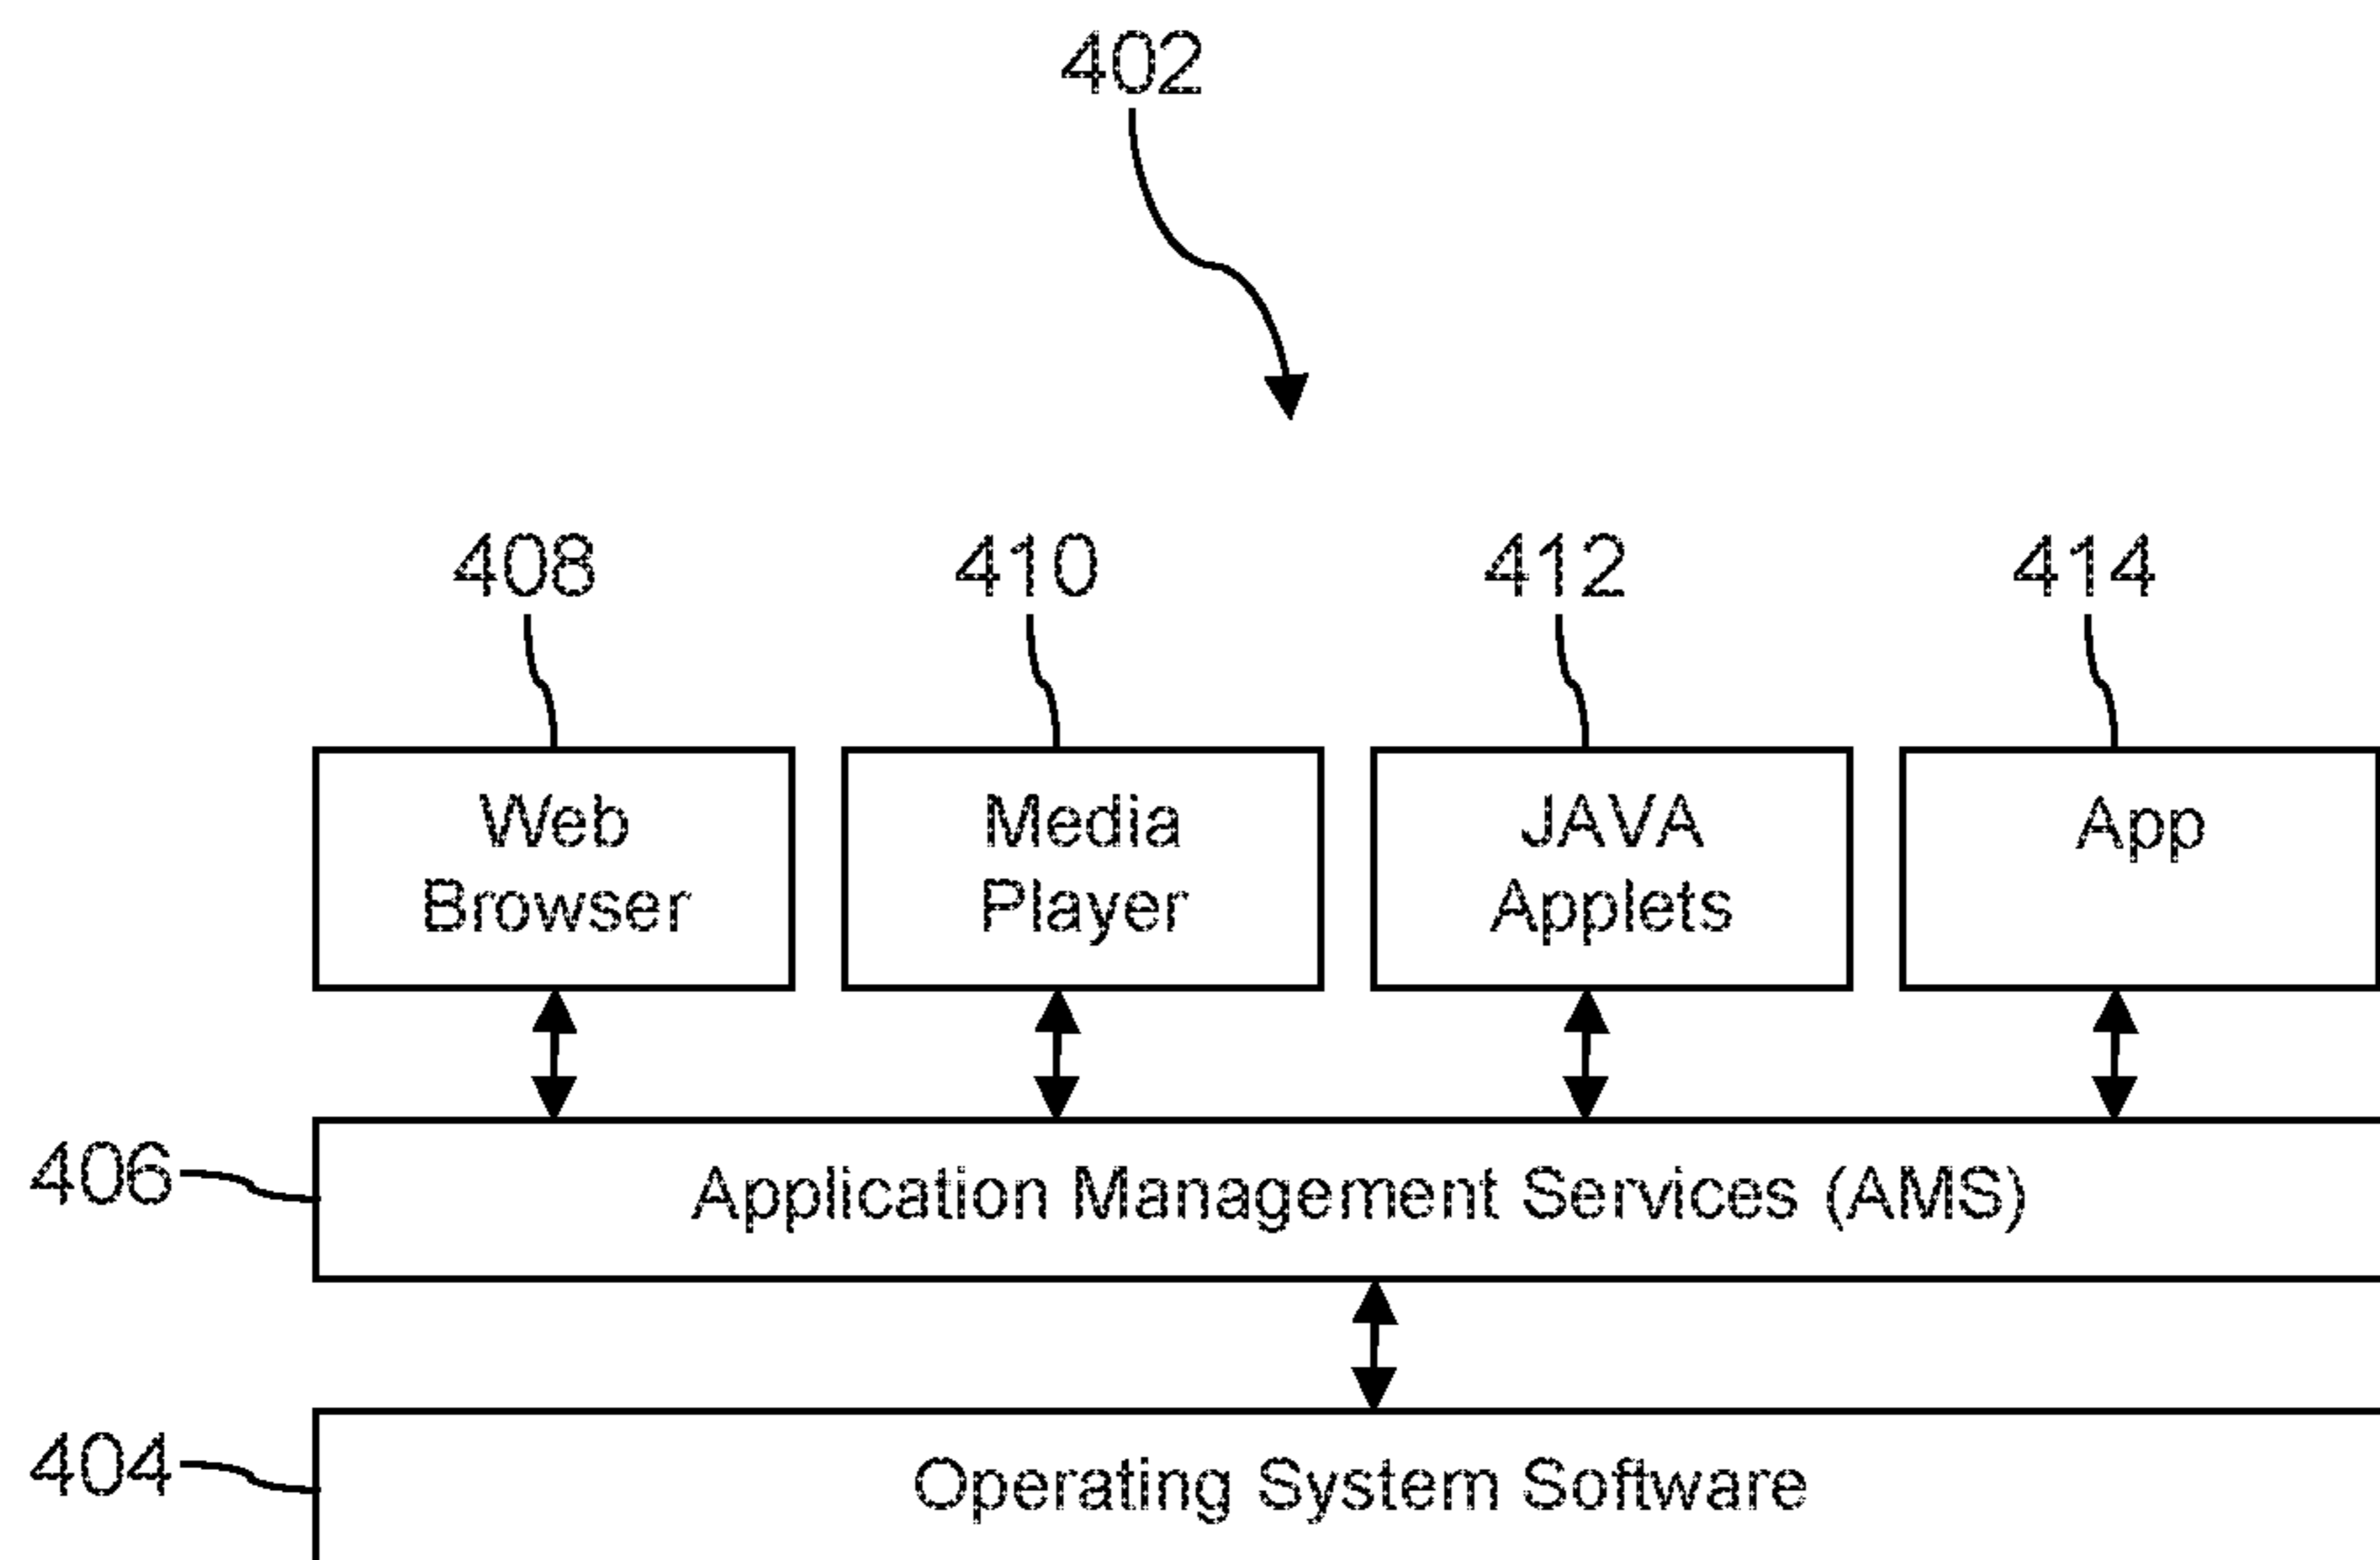 402
408
410
412
414
Web
Browser
Media
Player
JAVA
Applets
App
406
Application Management Services (AMS)
404
Operating System Software